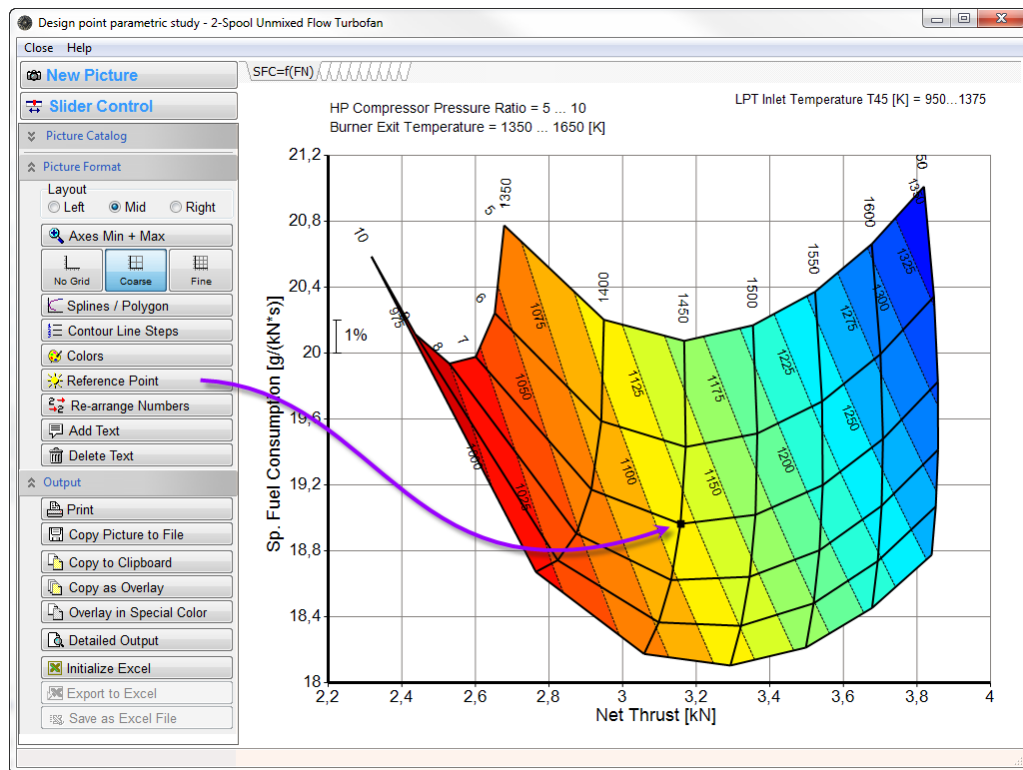 Design point parametric study - 2-Spool Unmixed Flow Turbofan
Close Help
New Picture
Slider Control
Picture Catalog
Picture Format
Layout
Left Mid Right
Axes Min + Max
No Grid Coarse Fine
Splines / Polygon
Contour Line Steps
Colors
Reference Point
Re-arrange Numbers
Add Text
Delete Text
Output
Print
Copy Picture to File
Copy to Clipboard
Copy as Overlay
Overlay in Special Color
Detailed Output
Initialize Excel
Export to Excel
Save as Excel File
SFC=f(FN)
HP Compressor Pressure Ratio = 5 ... 10
Burner Exit Temperature = 1350 ... 1650 [K]
LPT Inlet Temperature T45 [K] = 950...1375
21,2
20,8
20,4
20
19,6
19,2
18,8
18,4
18
Sp. Fuel Consumption [g/(kN*s)]
1%
10
8
7
6
5
1350
1400
1450
1500
1550
1600
975
1000
1025
1050
1075
1100
1125
1150
1175
1200
1225
1250
1275
1300
1325
2,2 2,4 2,6 2,8 3 3,2 3,4 3,6 3,8 4
Net Thrust [kN]